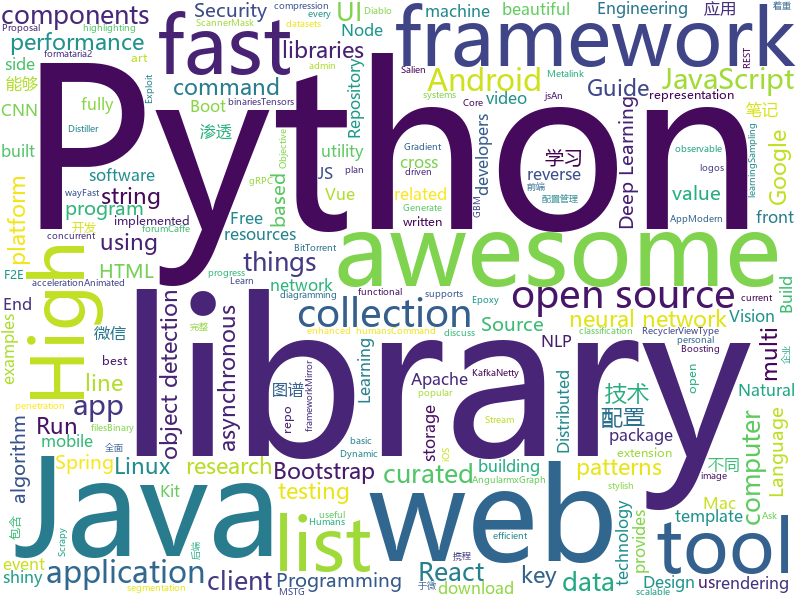 components
Security
UI
Engineering
应用
Proposal
highlighting
ScannerMask
compression
every
Diablo
machine
beautiful
Node
着重
formataria2
datasets
performance
fast
libraries
framework
REST
side
art
admin
Salien
Metalink
jsAn
能够
command
Android
Guide
JavaScript
CNN
fully
Boot
Exploit
binariesTensors
Repository
video
systems
Core
representation
笔记
Distiller
渗透
Objective
developers
Deep Learning
学习
observable
learningSampling
built
utility
cross
Gradient
reverse
logos
Python
software
wayFast
JS
plan
driven
前端
配置管理
Google
string
based
gRPC
Vue
related
Generate
GBM
value
AppModern
platform
program
开发
implemented
Free
resources
written
front
concurrent
using
things
BitTorrent
forumCaffe
awesome
F2E
HTML
network
progress
Learn
Build
accelerationAnimated
High
End
library
collection
diagramming
functional
open source
examples
微信
object detection
asynchronous
完整
supports
Epoxy
current
Source
neural network
Vision
enhanced
humansCommand
discuss
RecyclerViewType
personal
Boosting
multi
企业
line
图谱
Learning
best
app
repo
frameworkMirror
Apache
popular
KafkaNetty
NLP
classification
open
Distributed
技术
Natural
algorithm
Run
filesBinary
配置
Java
web
mobile
penetration
basic
Stream
storage
package
extension
Language
Spring
Linux
research
Bootstrap
curated
building
patterns
不同
全面
Dynamic
IOS
包含
list
Kit
testing
provides
Mac
computer
tool
AngularmxGraph
image
technology
template
stylish
event
后端
Scrapy
application
client
key
data
useful
Humans
efficient
Ask
shiny
Programming
React
Design
usrendering
download
segmentation
MSTG
携程
于微
scalable